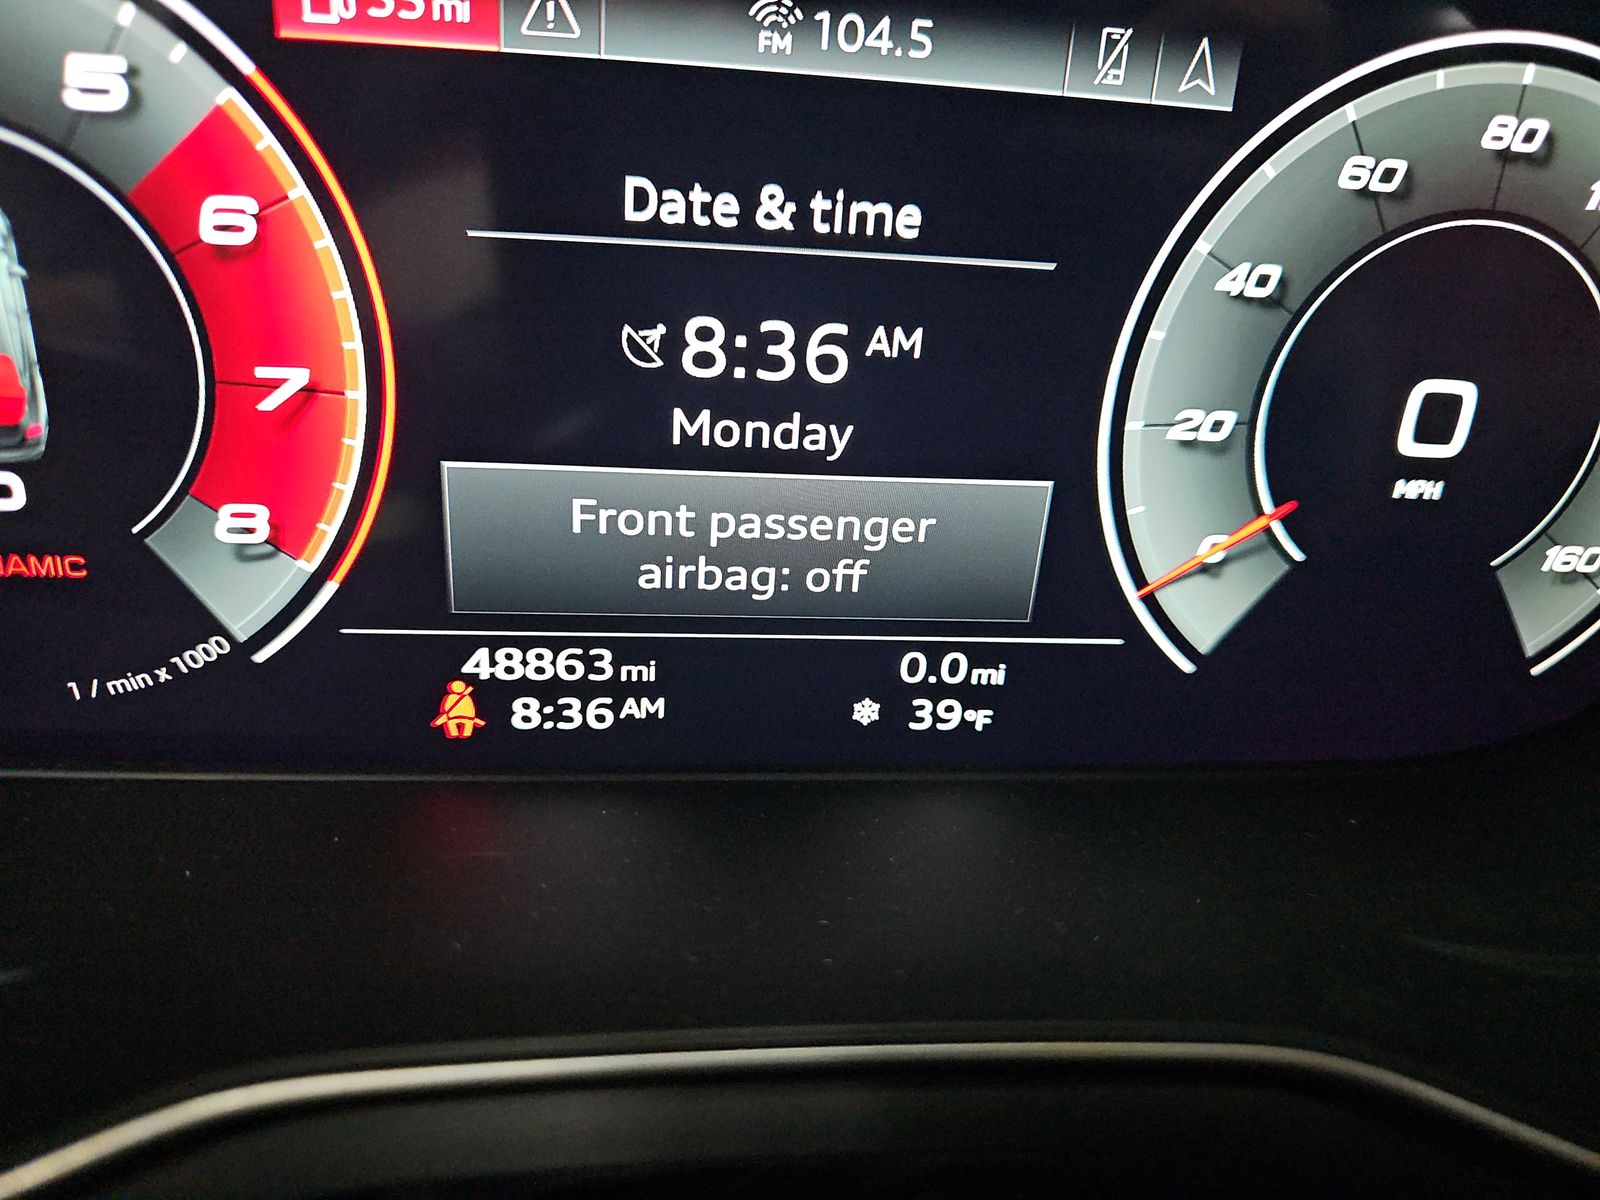 FM 104.5
Date & time
8:36 AM
Monday
Front passenger
airbag: off
48863 mi
0.0 mi
8:36 AM
39°F
5
6
7
8
1 / min x 1000
0
20
40
60
80
160
0
MPH